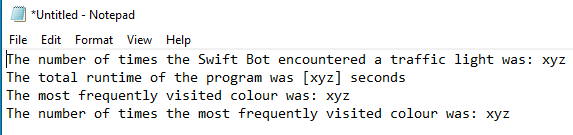 *Untitled - Notepad
File Edit Format View Help
The number of times the Swift Bot encountered a traffic light was: xyz
The total runtime of the program was [xyz] seconds
The most frequently visited colour was: xyz
The number of times the most frequently visited colour was: xyz